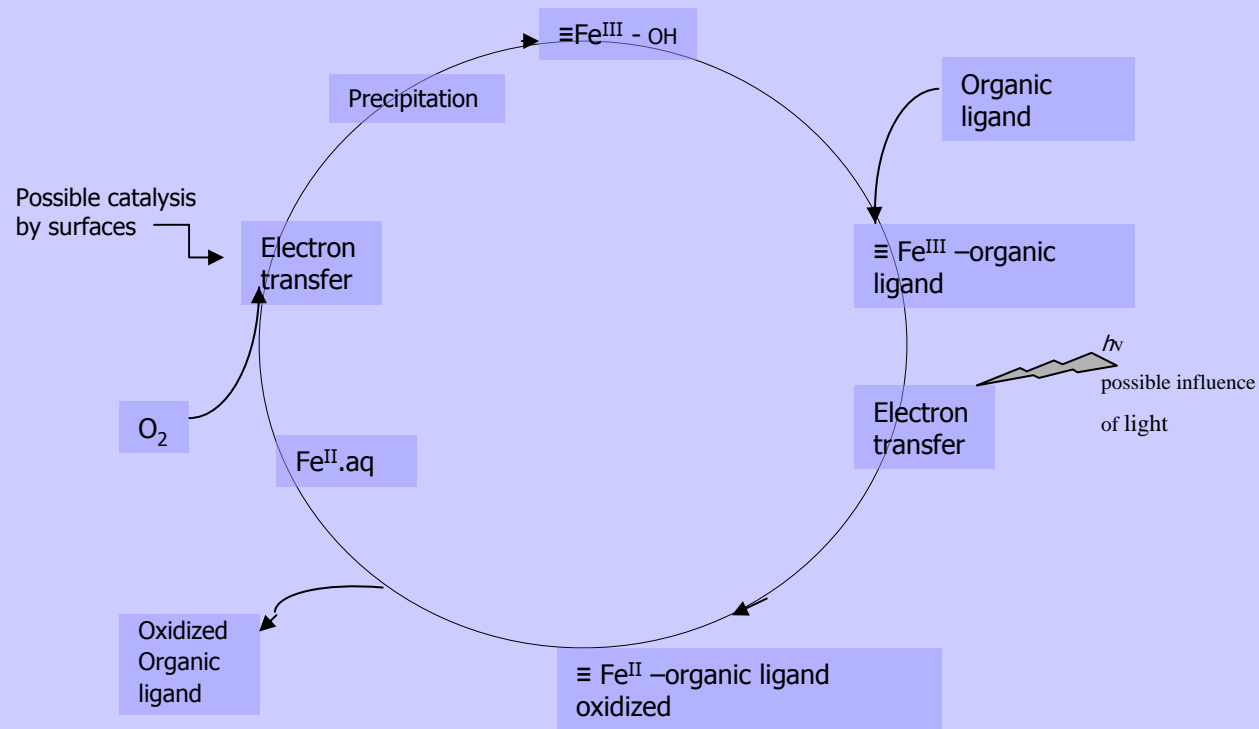 ≡Fe^III - OH
Precipitation
Organic
ligand
Possible catalysis
by surfaces
Electron
transfer
≡ Fe^III –organic
ligand
hν
possible influence
of light
Electron
transfer
O₂
Fe^II.aq
Oxidized
Organic
ligand
≡ Fe^II –organic ligand
oxidized